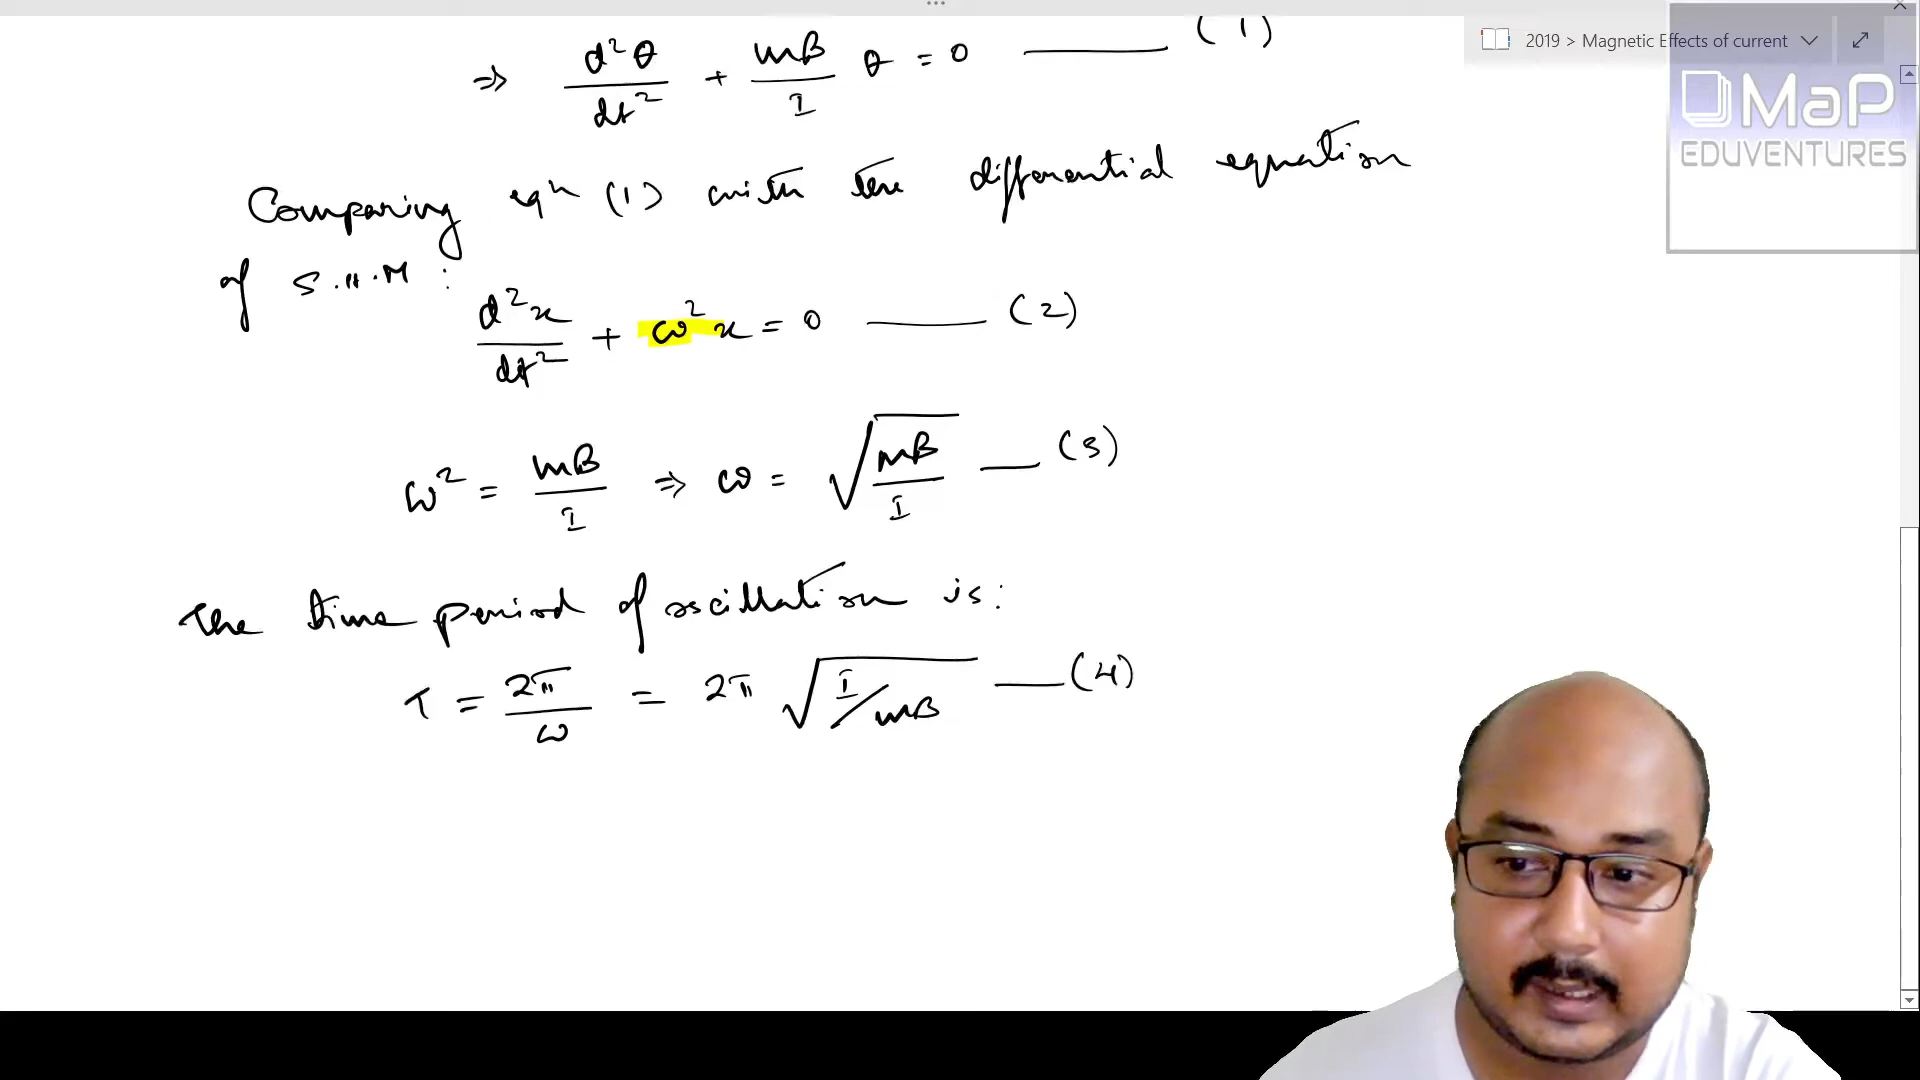 ⇒ d²θ/dt² + mB/I θ = 0 —— (1)
2019 > Magnetic Effects of current
MaP
EDUVENTURES
Comparing eqⁿ (1) with the differential equation
of S.H.M :
d²x/dt² + ω²x = 0 —— (2)
ω² = mB/I ⇒ ω = √(mB/I) — (3)
The time period of oscillation is:
T = 2π/ω = 2π √(I/mB) — (4)